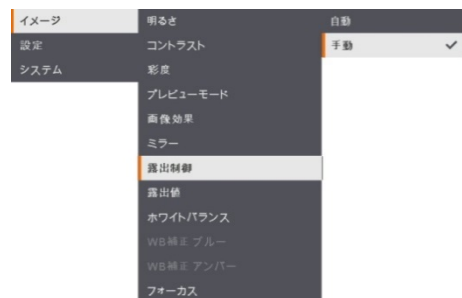 イメージ
設定
システム
明るさ
コントラスト
彩度
プレビューモード
画像効果
ミラー
露出制御
露出値
ホワイトバランス
WB補正 ブルー
WB補正 アンバー
フォーカス
自動
手動